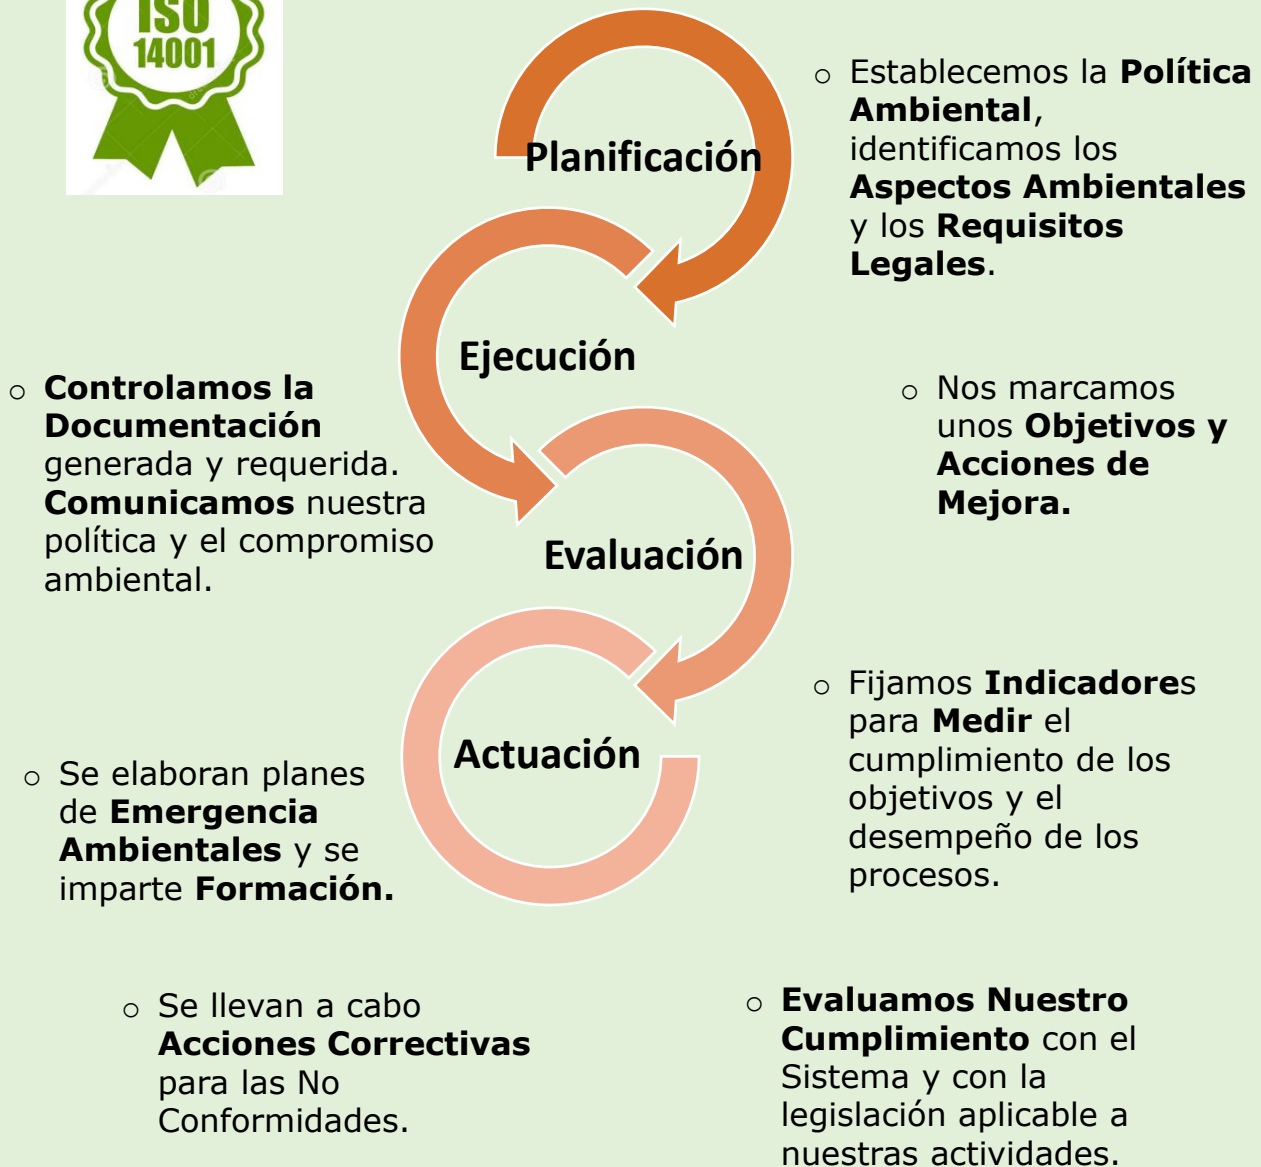 ISO
14001
Planificación
○ Establecemos la Política
Ambiental,
identificamos los
Aspectos Ambientales
y los Requisitos
Legales.
Ejecución
○ Controlamos la
Documentación
generada y requerida.
Comunicamos nuestra
política y el compromiso
ambiental.
○ Nos marcamos
unos Objetivos y
Acciones de
Mejora.
Evaluación
○ Fijamos Indicadores
para Medir el
cumplimiento de los
objetivos y el
desempeño de los
procesos.
Actuación
○ Se elaboran planes
de Emergencia
Ambientales y se
imparte Formación.
○ Se llevan a cabo
Acciones Correctivas
para las No
Conformidades.
○ Evaluamos Nuestro
Cumplimiento con el
Sistema y con la
legislación aplicable a
nuestras actividades.